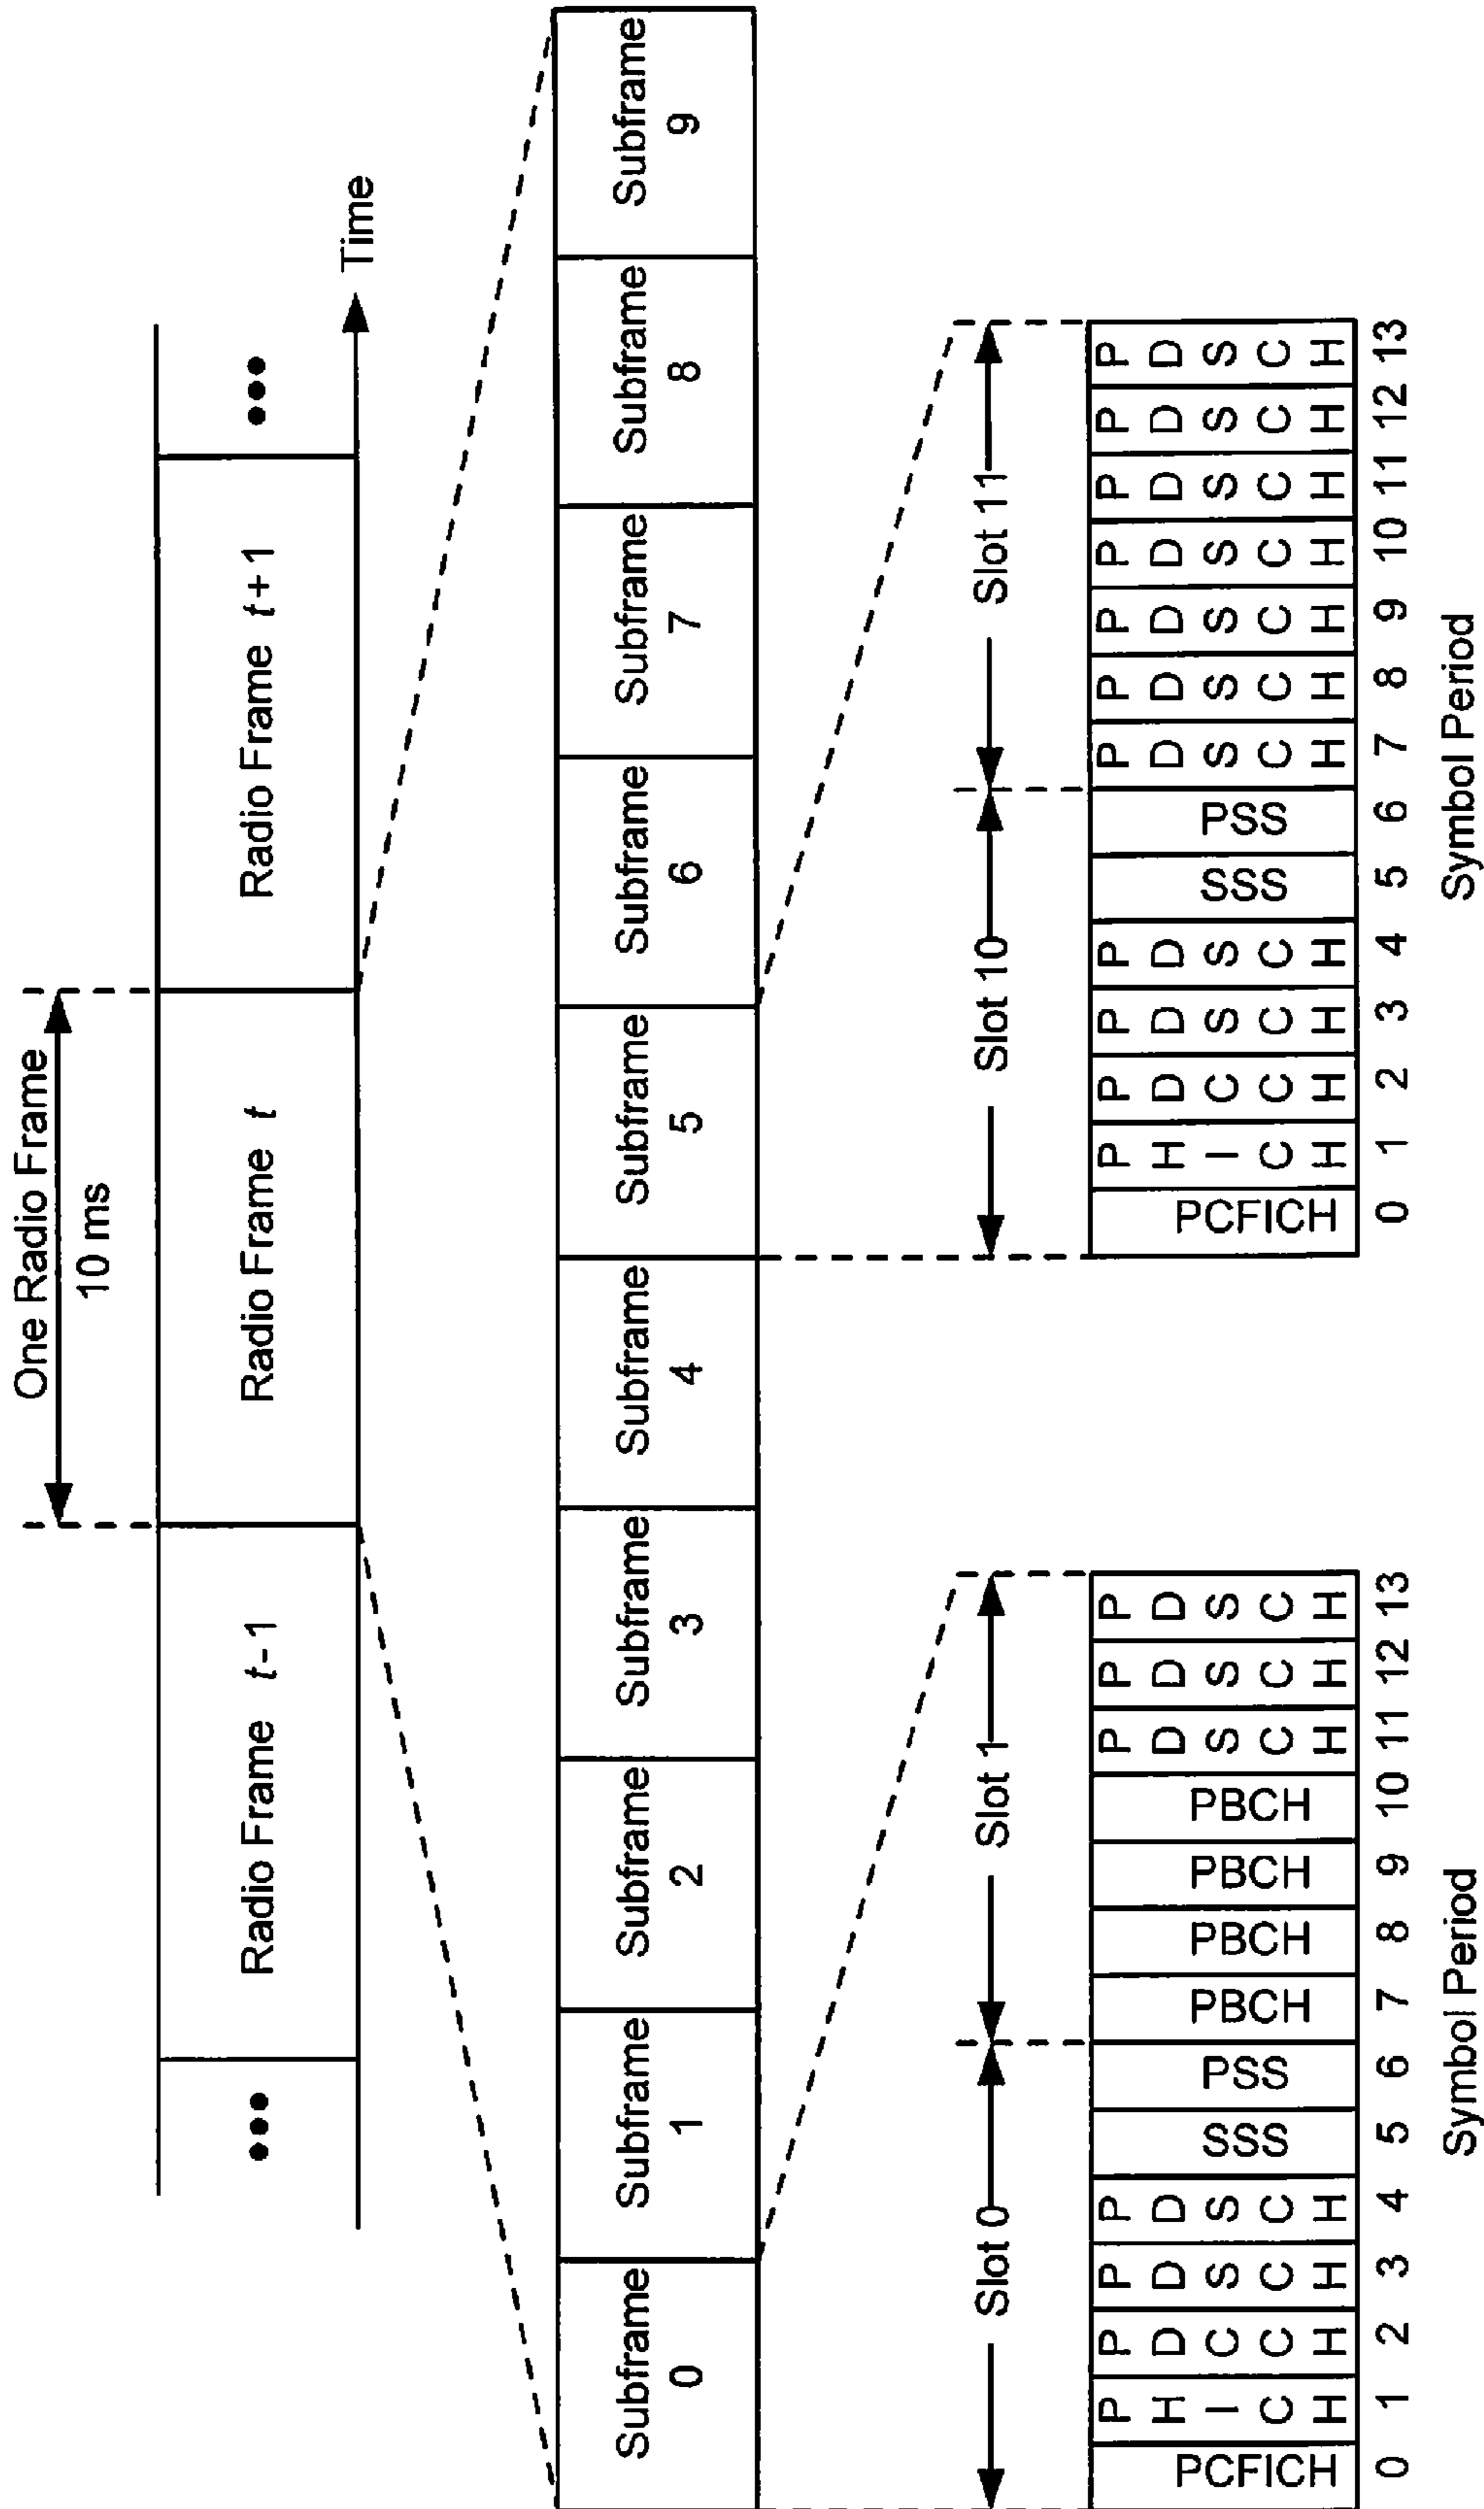 One Radio Frame
10 ms
••• Radio Frame t-1 Radio Frame t Radio Frame t+1 •••
Time
Subframe 0
Subframe 1
Subframe 2
Subframe 3
Subframe 4
Subframe 5
Subframe 6
Subframe 7
Subframe 8
Subframe 9
Slot 0 Slot 1
PCFICH PHICH PDCCH PDSCH PDSCH SSS PSS PBCH PBCH PBCH PBCH PDSCH PDSCH PDSCH
0 1 2 3 4 5 6 7 8 9 10 11 12 13
Symbol Period
Slot 10 Slot 11
PCFICH PHICH PDCCH PDSCH PDSCH SSS PSS PDSCH PDSCH PDSCH PDSCH PDSCH PDSCH PDSCH
0 1 2 3 4 5 6 7 8 9 10 11 12 13
Symbol Period